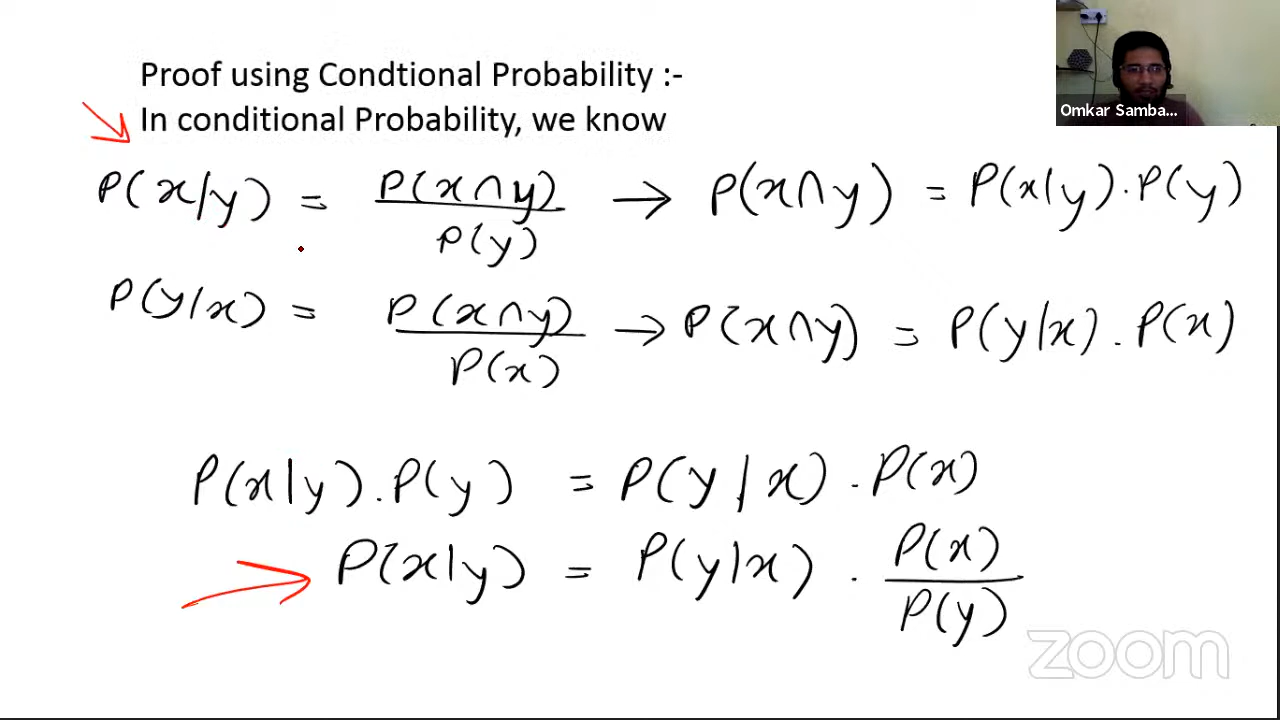 Proof using Condtional Probability :-
In conditional Probability, we know
Omkar Samba...
P(x|y) = P(x∩y)/P(y) → P(x∩y) = P(x|y).P(y)
P(y|x) = P(x∩y)/P(x) → P(x∩y) = P(y|x).P(x)
P(x|y).P(y) = P(y|x).P(x)
P(x|y) = P(y|x).P(x)/P(y)
zoom